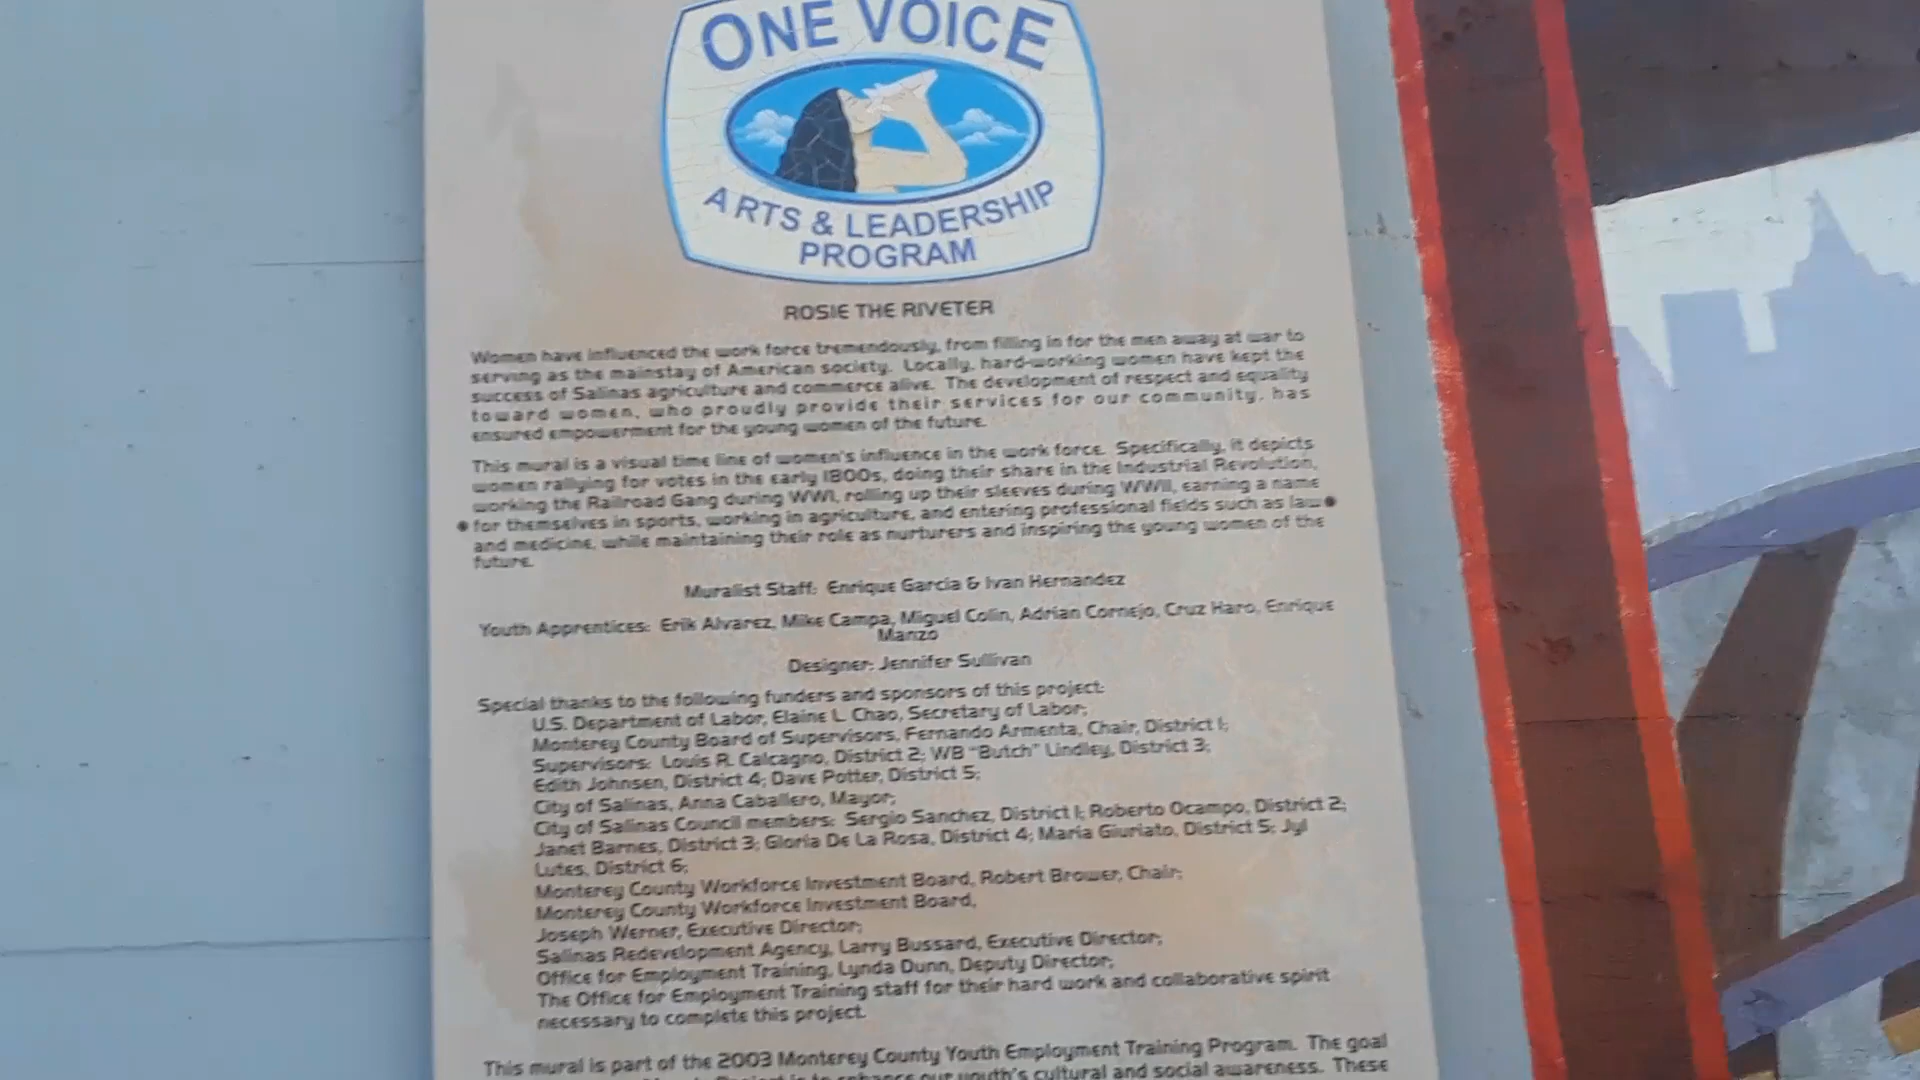 ONE VOICE
ARTS & LEADERSHIP
PROGRAM
ROSIE THE RIVETER
Women have influenced the work force tremendously, from filling in for the men away at war to
serving as the mainstay of American society. Locally, hard-working women have kept the
success of Salinas agriculture and commerce alive. The development of respect and equality
toward women, who proudly provide their services for our community, has
ensured empowerment for the young women of the future.
This mural is a visual time line of women's influence in the work force. Specifically, it depicts
women rallying for votes in the early 1800s, doing their share in the Industrial Revolution,
working the Railroad Gang during WWI, rolling up their sleeves during WWII, earning a name
for themselves in sports, working in agriculture, and entering professional fields such as law
and medicine, while maintaining their role as nurturers and inspiring the young women of the
future.
Muralist Staff: Enrique Garcia & Ivan Hernandez
Youth Apprentices: Erik Alvarez, Mike Campa, Miguel Colin, Adrian Cornejo, Cruz Haro, Enrique
Manzo
Designer: Jennifer Sullivan
Special thanks to the following funders and sponsors of this project:
U.S. Department of Labor, Elaine L. Chao, Secretary of Labor;
Monterey County Board of Supervisors, Fernando Armenta, Chair, District 1;
Supervisors: Louis R. Calcagno, District 2; WB "Butch" Lindley, District 3;
Edith Johnsen, District 4; Dave Potter, District 5;
City of Salinas, Anna Caballero, Mayor;
City of Salinas Council members: Sergio Sanchez, District 1; Roberto Ocampo, District 2;
Janet Barnes, District 3; Gloria De La Rosa, District 4; Maria Giuriato, District 5; Jyl
Lutes, District 6;
Monterey County Workforce Investment Board, Robert Brower, Chair;
Monterey County Workforce Investment Board,
Joseph Werner, Executive Director;
Salinas Redevelopment Agency, Larry Bussard, Executive Director;
Office for Employment Training, Lynda Dunn, Deputy Director;
The Office for Employment Training staff for their hard work and collaborative spirit
necessary to complete this project.
This mural is part of the 2003 Monterey County Youth Employment Training Program. The goal
to enhance our youth's cultural and social awareness. These